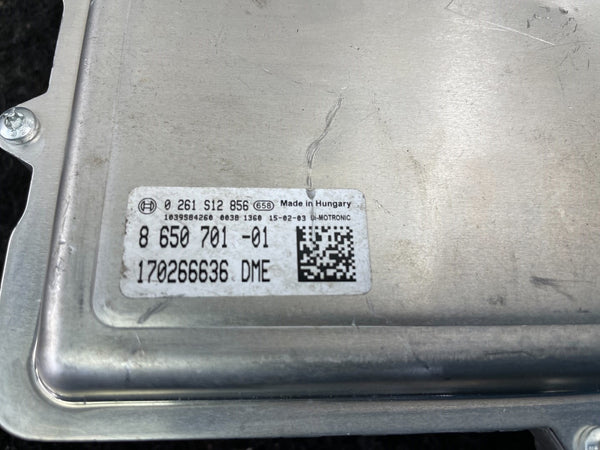 0 261 S12 856 658 Made in Hungary
1039S84260 0038 1360 15-02-03 DI-MOTRONIC
8 650 701 -01
170266636 DME